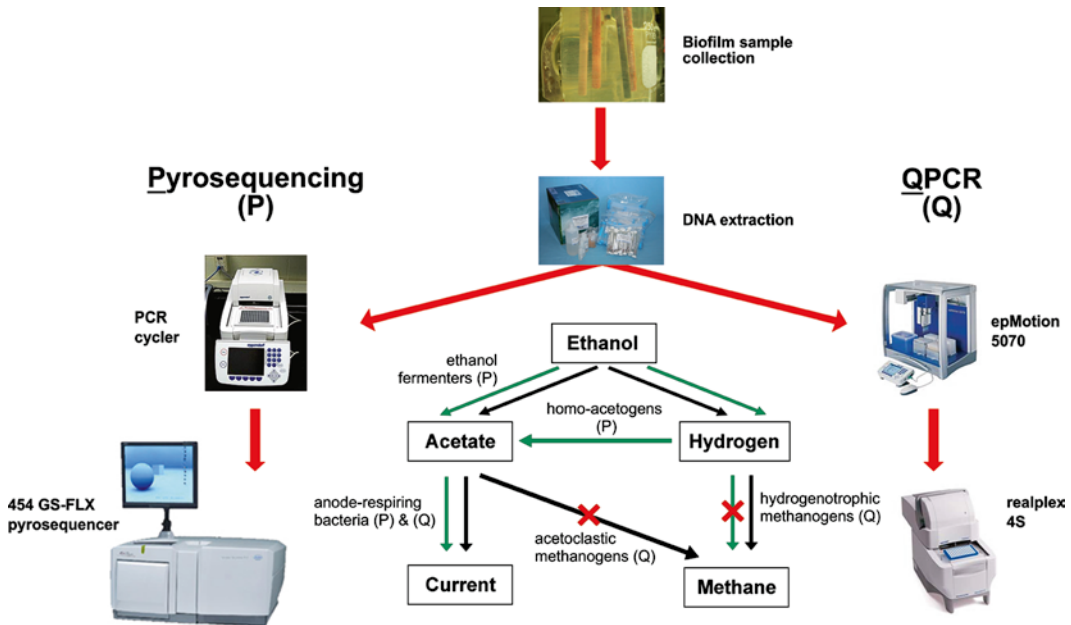 Biofilm sample
collection
Pyrosequencing
(P)
QPCR
(Q)
DNA extraction
PCR
cycler
epMotion
5070
Ethanol
ethanol
fermenters (P)
homo-acetogens
(P)
Acetate
Hydrogen
454 GS-FLX
pyrosequencer
anode-respiring
bacteria (P) & (Q)
acetoclastic
methanogens (Q)
hydrogenotrophic
methanogens (Q)
realplex
4S
Current
Methane